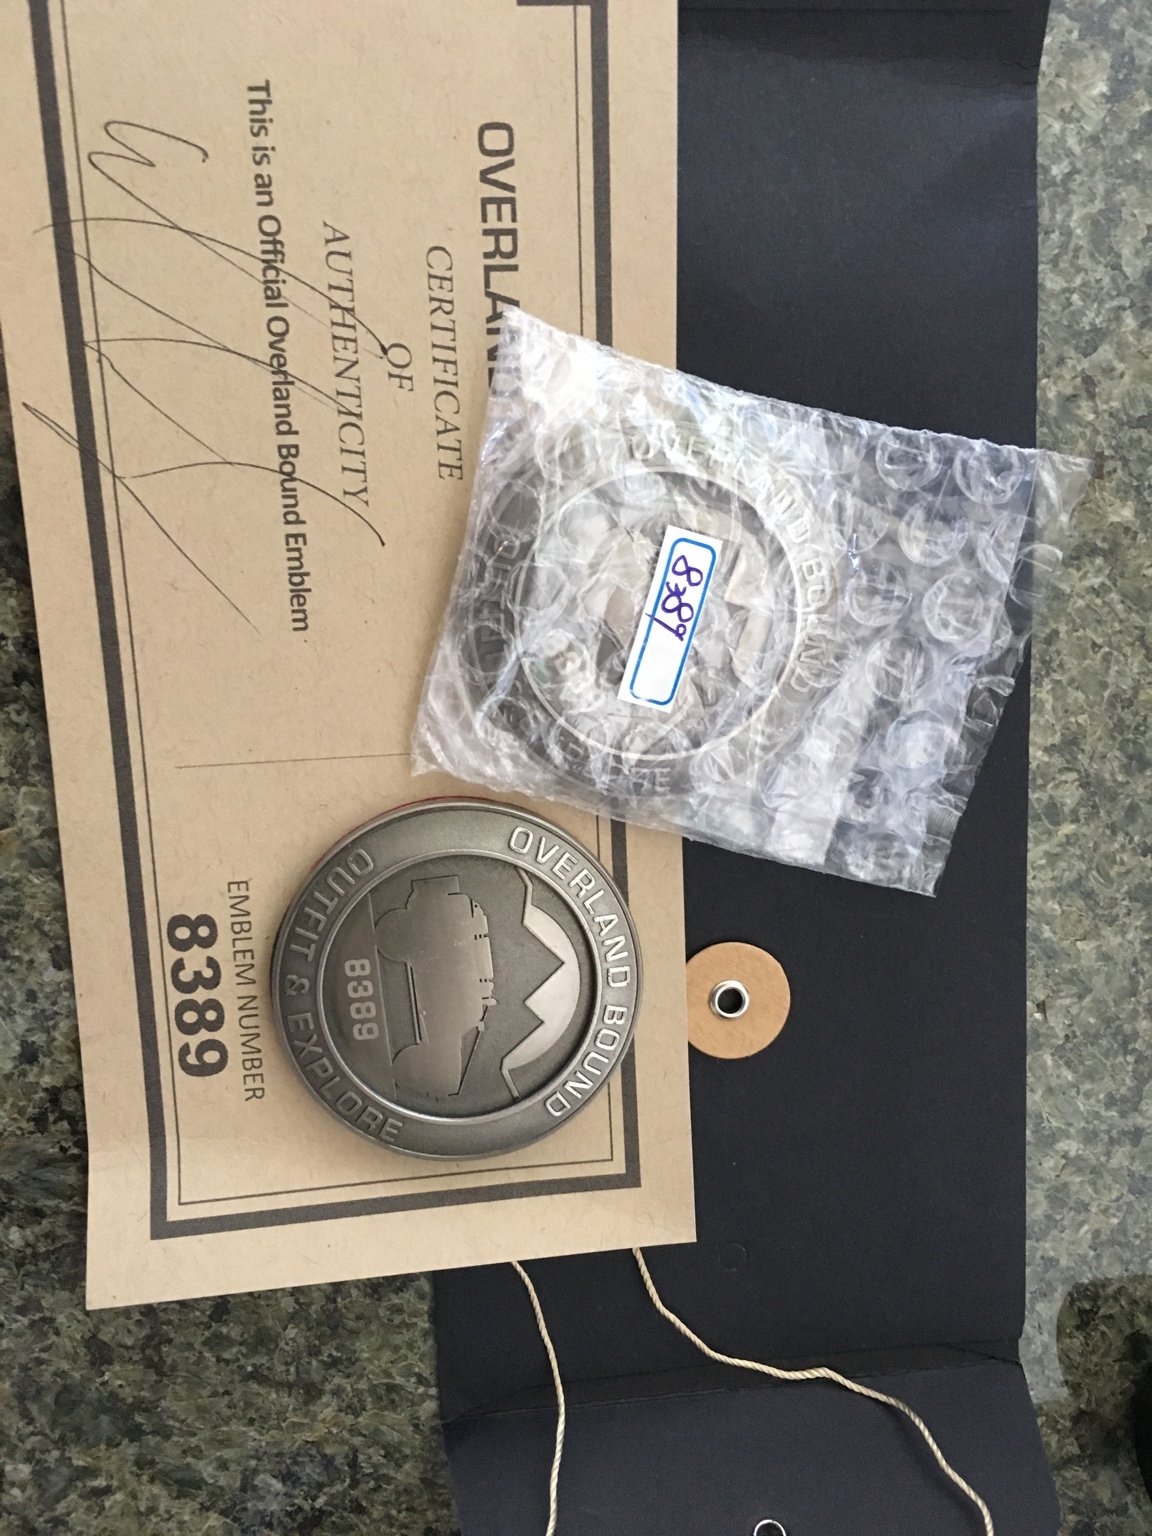 OVERLAN
CERTIFICATE
OF
AUTHENTICITY
This is an Official Overland Bound Emblem
EMBLEM NUMBER
8389
8389
OVERLAND BOUND
OVERLAND BOUND
8389
OUTFIT & EXPLORE